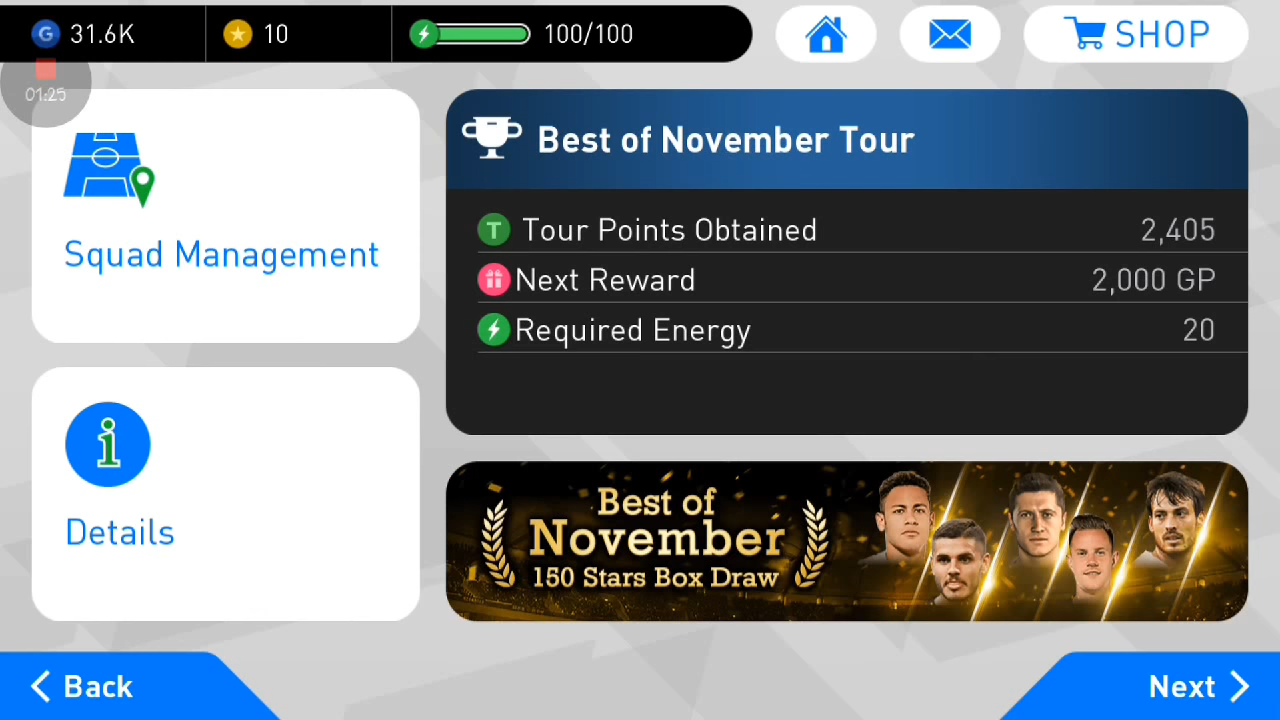 G 31.6K 10 100/100 SHOP
01:25
Squad Management
Best of November Tour
T Tour Points Obtained 2,405
Next Reward 2,000 GP
Required Energy 20
i
Details
Best of
November
150 Stars Box Draw
Back
Next